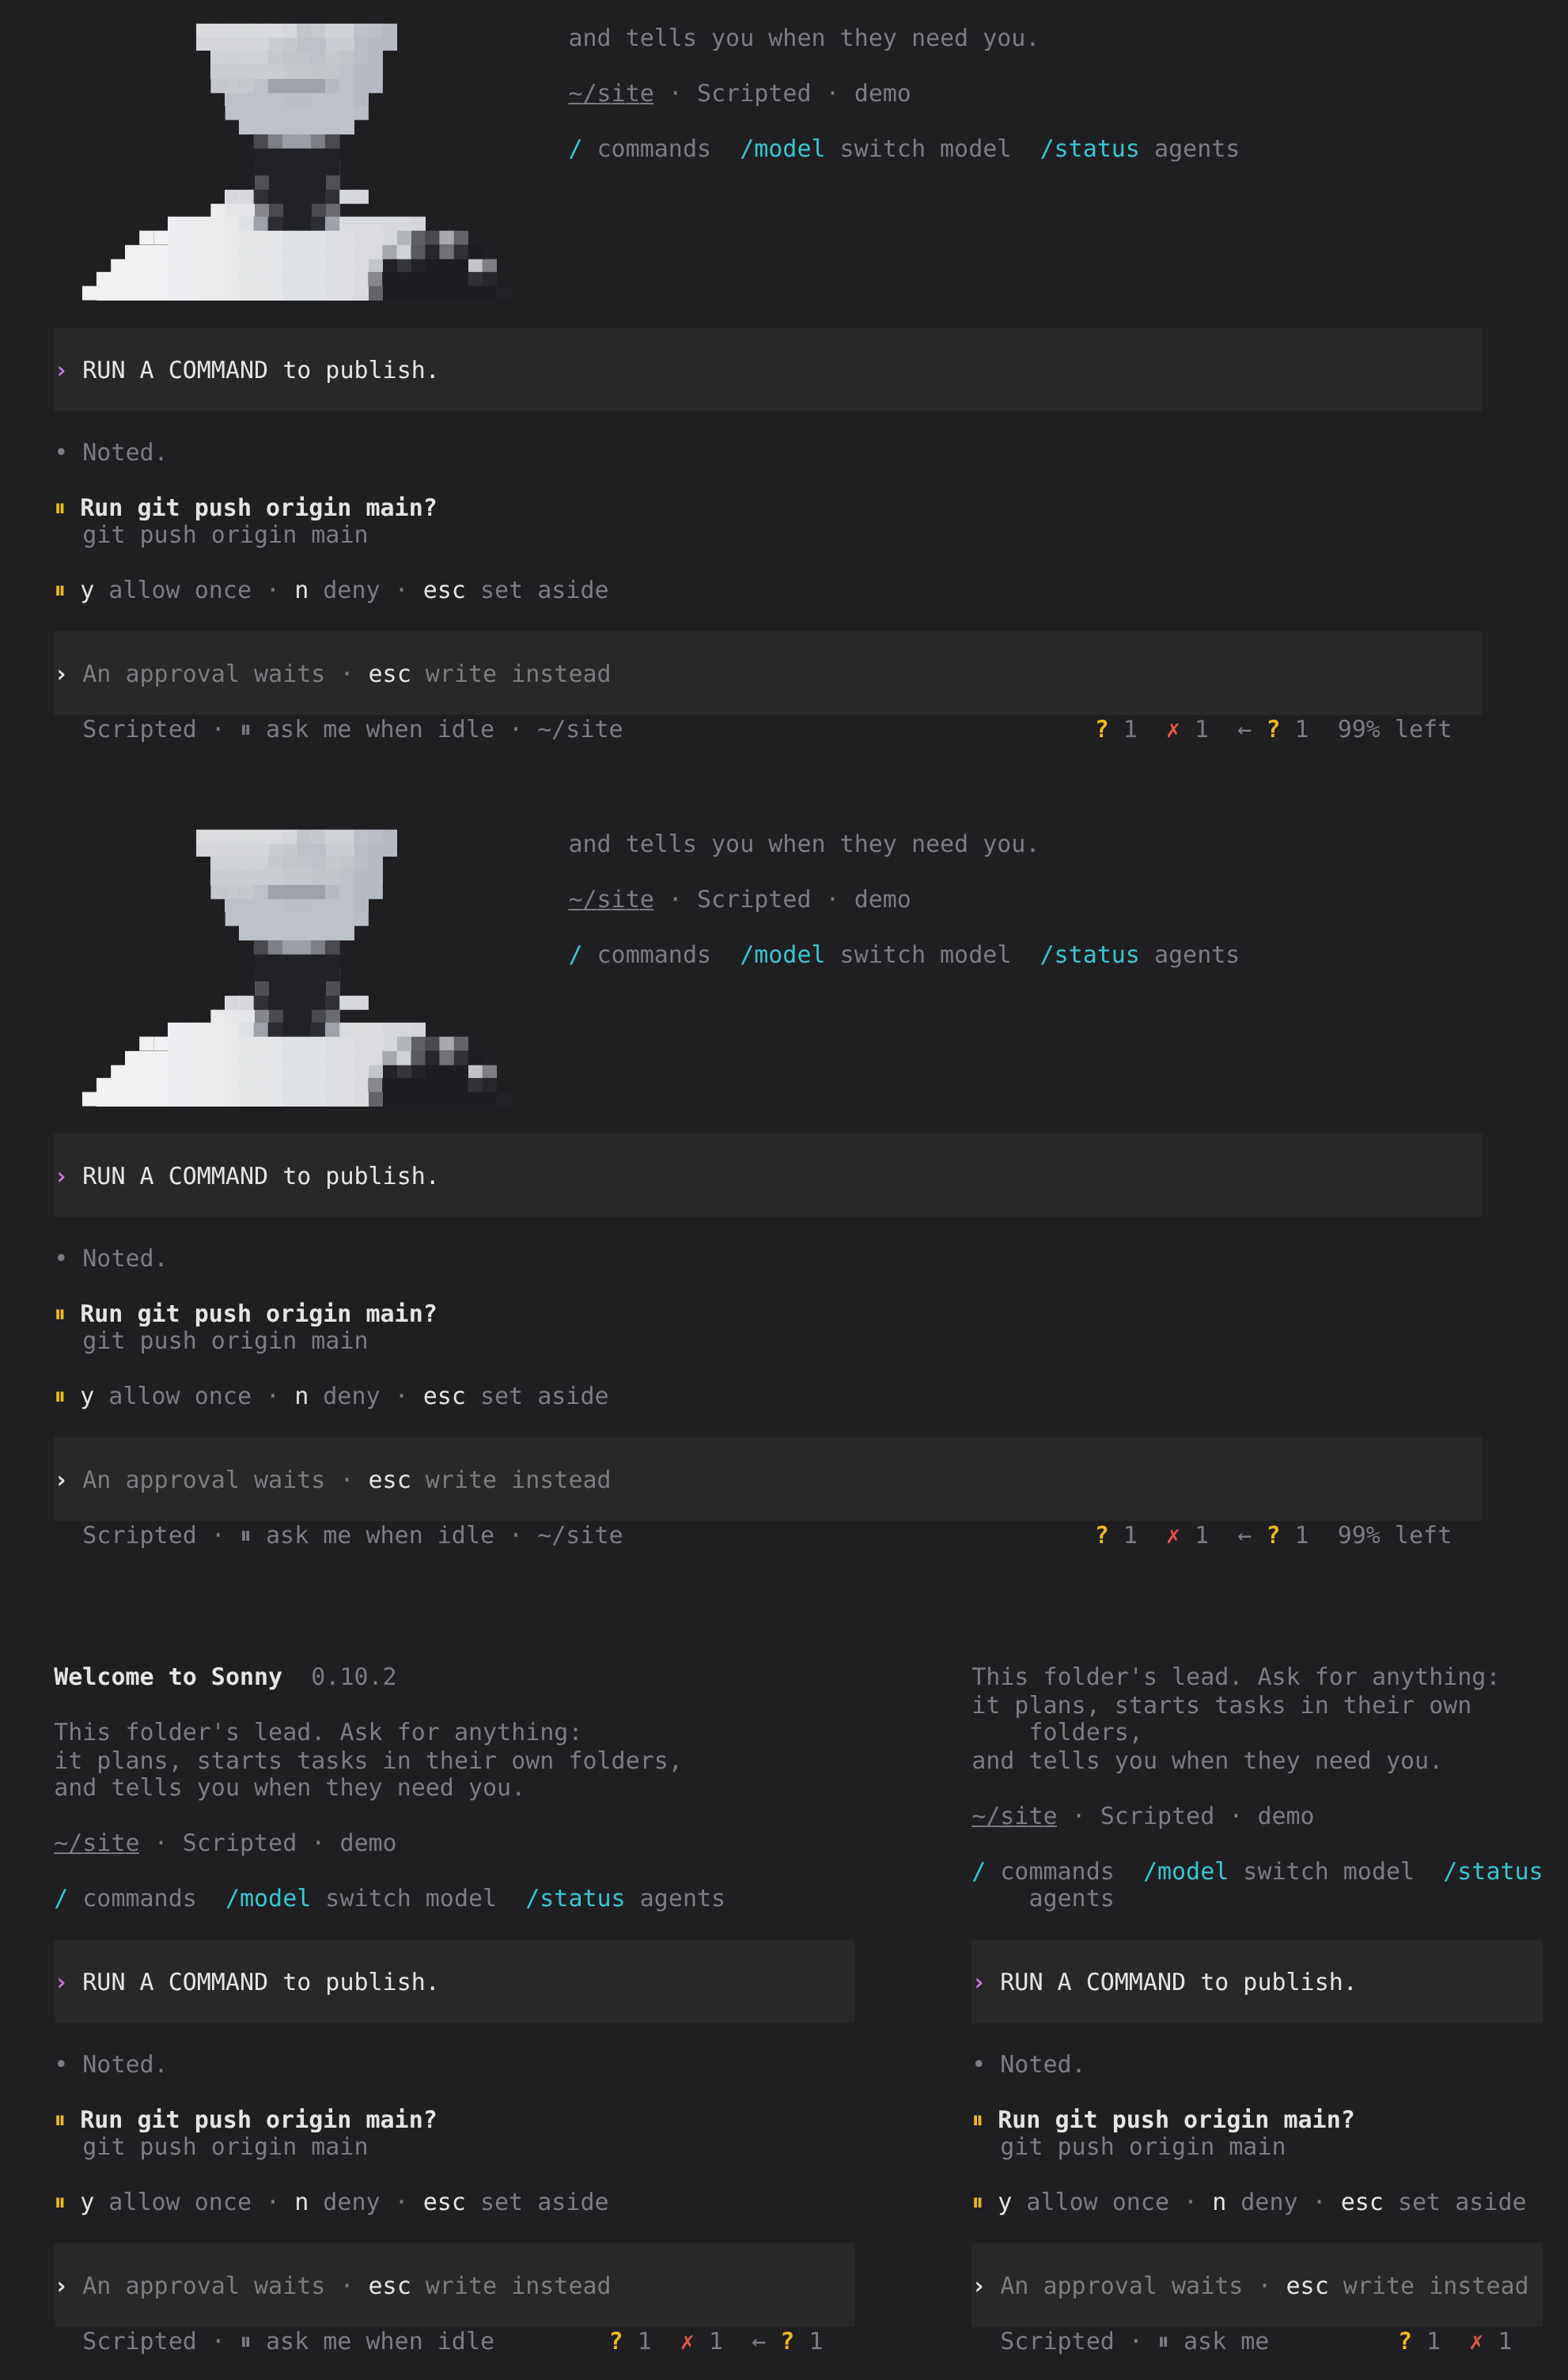 and tells you when they need you.
~/site · Scripted · demo
/ commands  /model switch model  /status agents
› RUN A COMMAND to publish.
• Noted.
⏸ Run git push origin main?
git push origin main
⏸ y allow once · n deny · esc set aside
› An approval waits · esc write instead
Scripted · ⏸ ask me when idle · ~/site  ? 1  ✗ 1  ← ? 1  99% left
and tells you when they need you.
~/site · Scripted · demo
/ commands  /model switch model  /status agents
› RUN A COMMAND to publish.
• Noted.
⏸ Run git push origin main?
git push origin main
⏸ y allow once · n deny · esc set aside
› An approval waits · esc write instead
Scripted · ⏸ ask me when idle · ~/site  ? 1  ✗ 1  ← ? 1  99% left
Welcome to Sonny  0.10.2
This folder's lead. Ask for anything:
it plans, starts tasks in their own folders,
and tells you when they need you.
~/site · Scripted · demo
/ commands  /model switch model  /status agents
› RUN A COMMAND to publish.
• Noted.
⏸ Run git push origin main?
git push origin main
⏸ y allow once · n deny · esc set aside
› An approval waits · esc write instead
Scripted · ⏸ ask me when idle  ? 1  ✗ 1  ← ? 1
This folder's lead. Ask for anything:
it plans, starts tasks in their own
folders,
and tells you when they need you.
~/site · Scripted · demo
/ commands  /model switch model  /status
agents
› RUN A COMMAND to publish.
• Noted.
⏸ Run git push origin main?
git push origin main
⏸ y allow once · n deny · esc set aside
› An approval waits · esc write instead
Scripted · ⏸ ask me  ? 1  ✗ 1